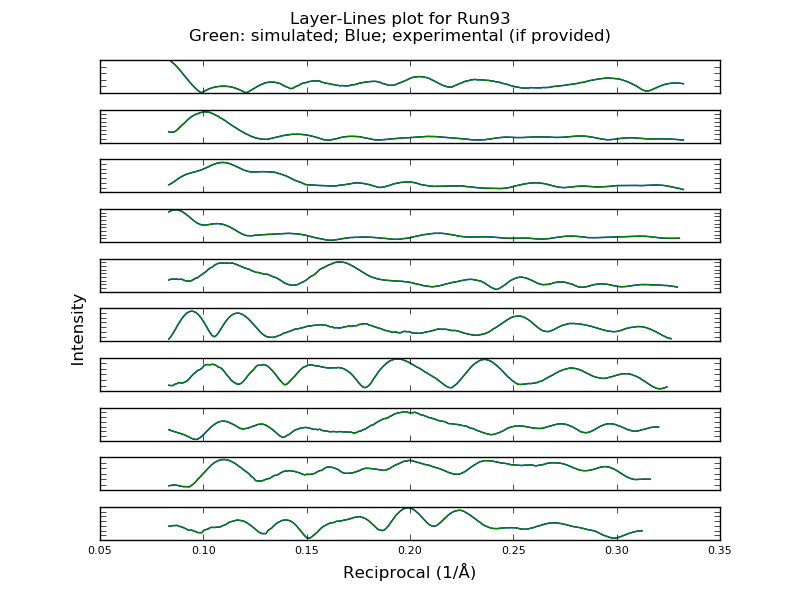 Layer-Lines plot for Run93
Green: simulated; Blue; experimental (if provided)
Intensity
0.05 0.10 0.15 0.20 0.25 0.30 0.35
Reciprocal (1/Å)